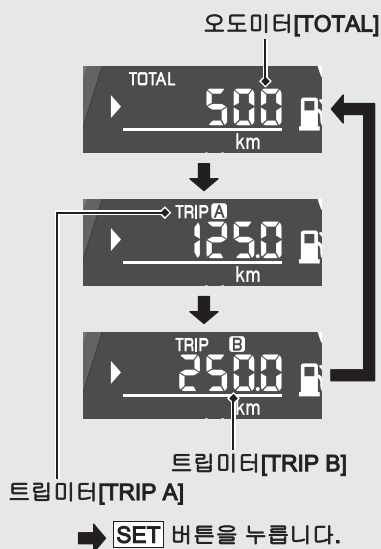 오도미터[TOTAL]
TOTAL
500
km
TRIP A
125.0
km
TRIP B
250.0
km
트립미터[TRIP B]
트립미터[TRIP A]
➡ SET 버튼을 누릅니다.